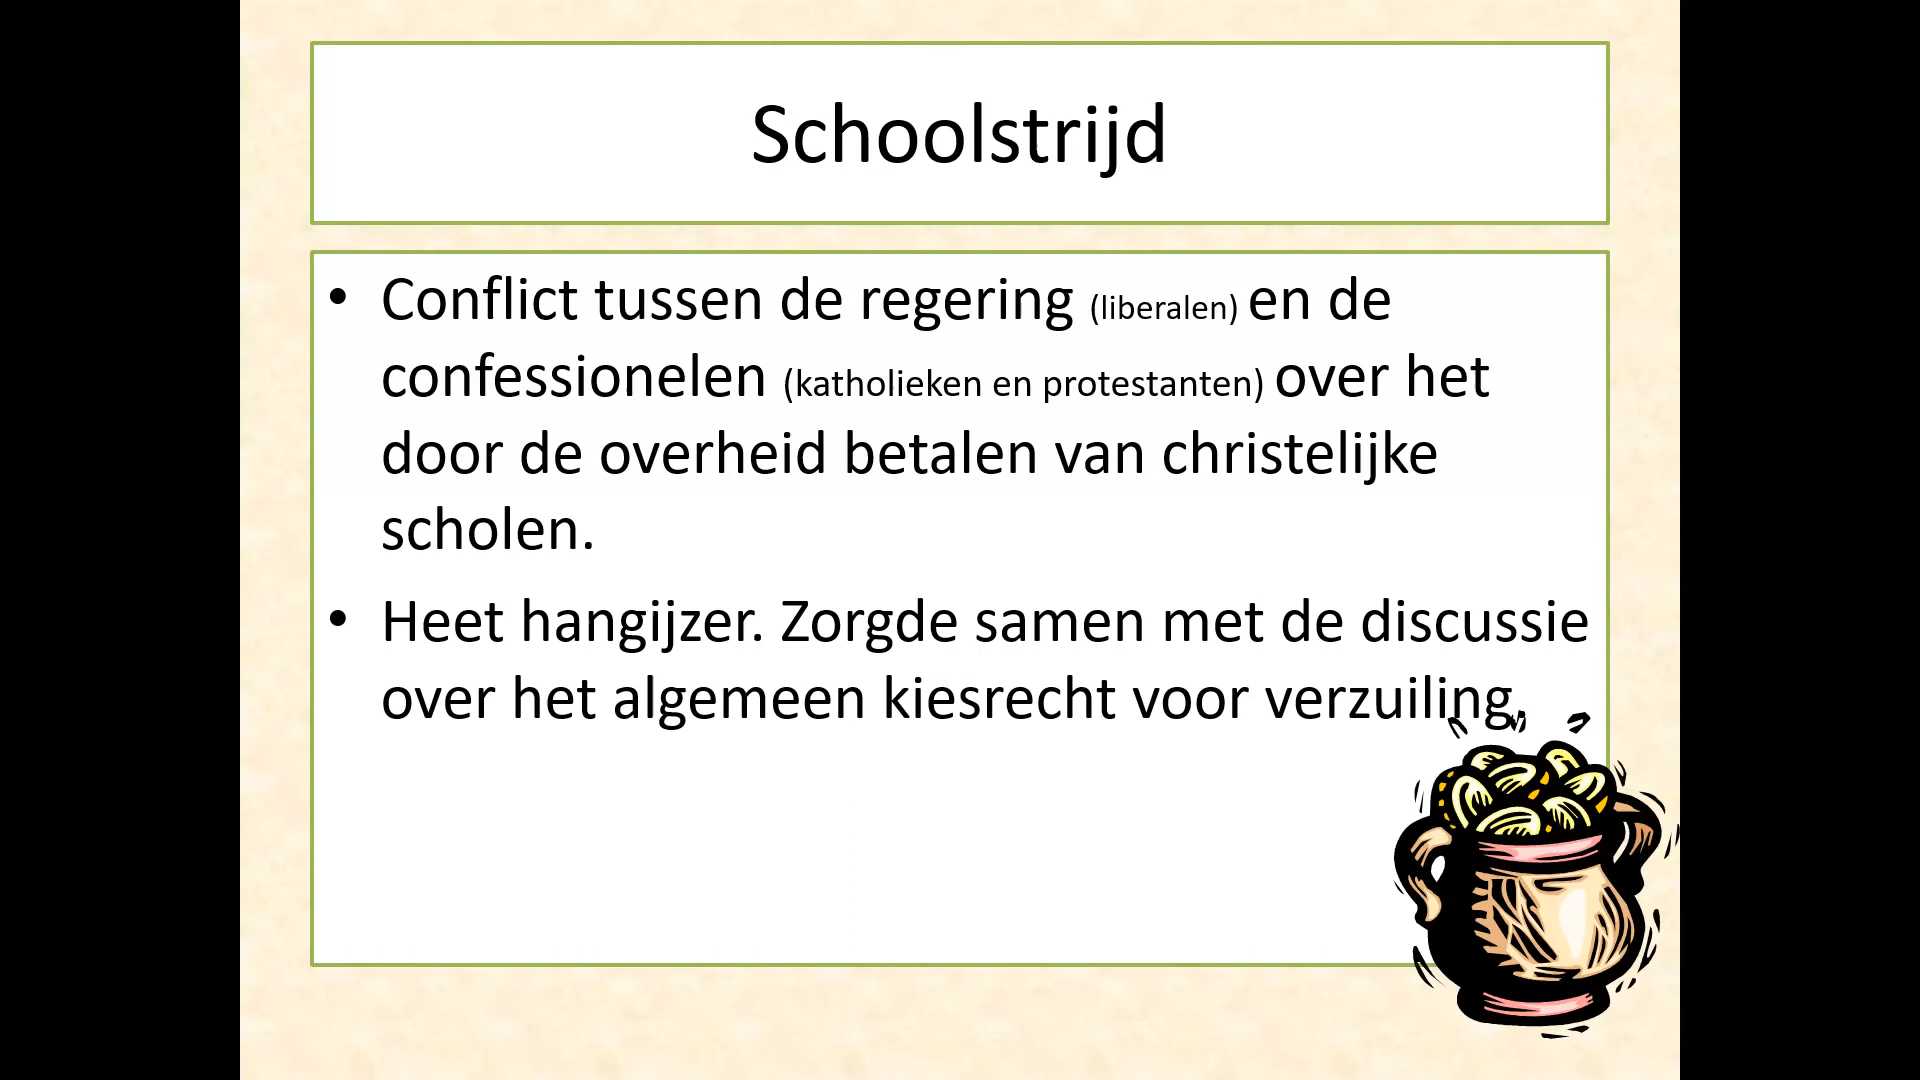 Schoolstrijd
• Conflict tussen de regering (liberalen) en de
confessionelen (katholieken en protestanten) over het
door de overheid betalen van christelijke
scholen.
• Heet hangijzer. Zorgde samen met de discussie
over het algemeen kiesrecht voor verzuiling.